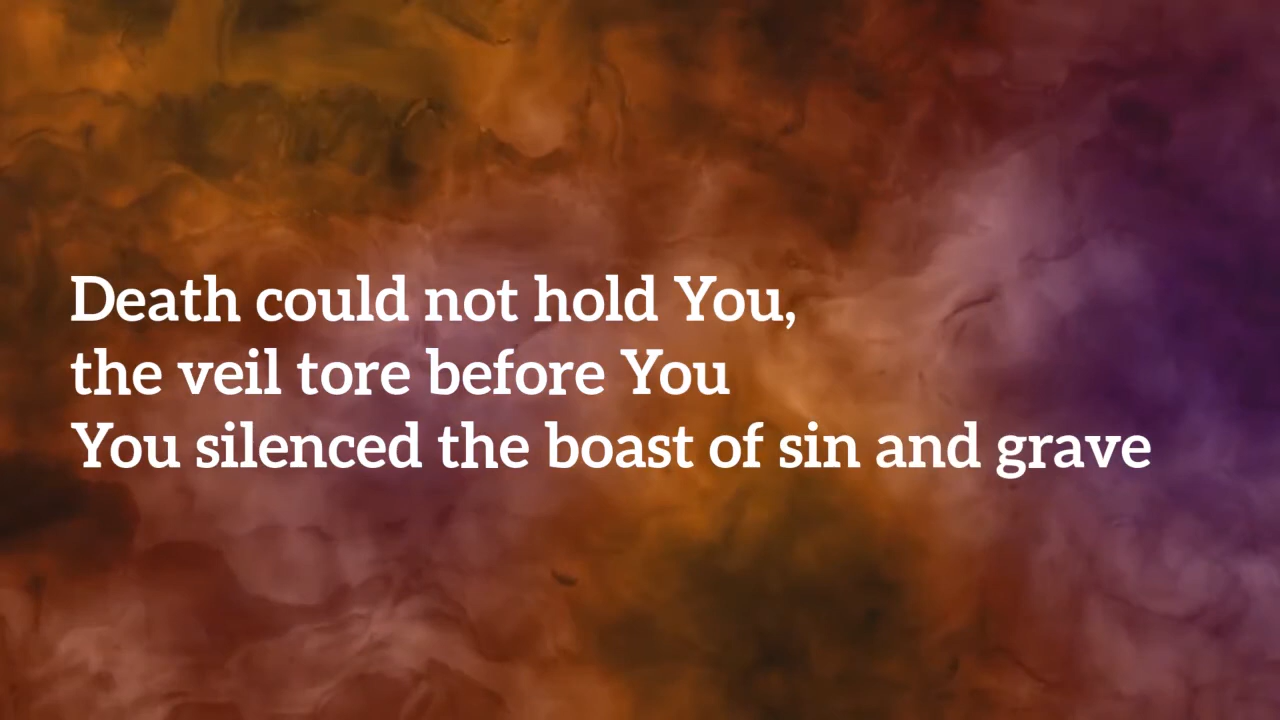 Death could not hold You,
the veil tore before You
You silenced the boast of sin and grave